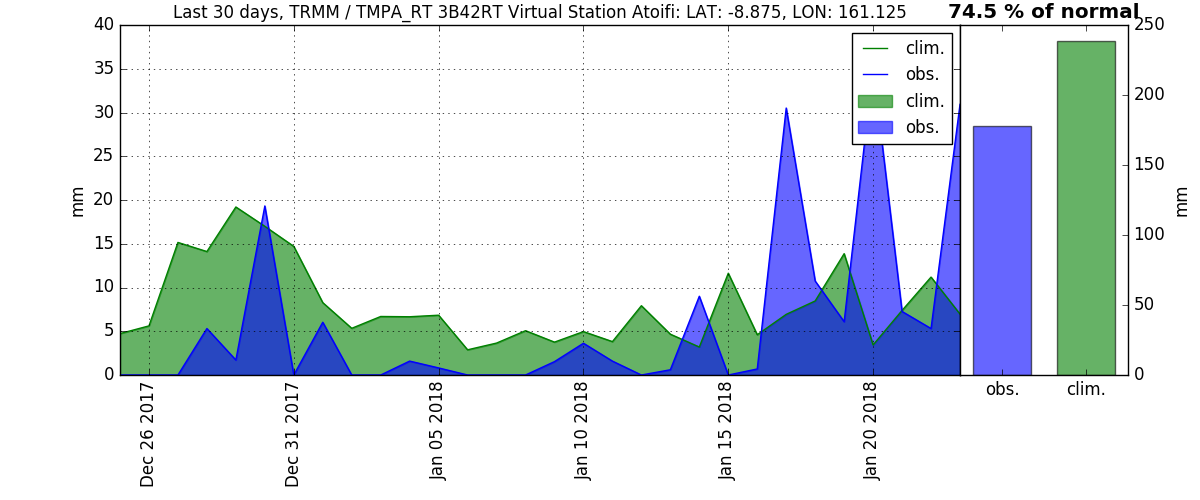 Last 30 days, TRMM / TMPA_RT 3B42RT Virtual Station Atoifi: LAT: -8.875, LON: 161.125
74.5 % of normal
40
35
30
25
20
15
10
5
0
mm
clim.
obs.
clim.
obs.
250
200
150
100
50
0
mm
Dec 26 2017
Dec 31 2017
Jan 05 2018
Jan 10 2018
Jan 15 2018
Jan 20 2018
obs.
clim.